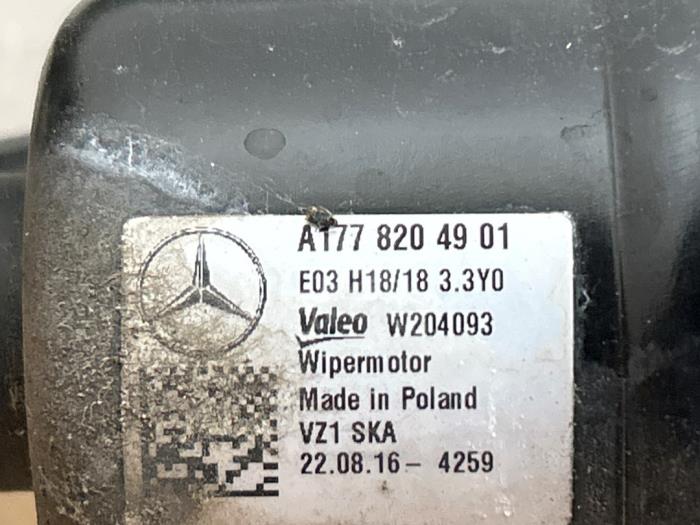 A177 820 49 01
E03 H18/18 3.3Y0
Valeo W204093
Wipermotor
Made in Poland
VZ1 SKA
22.08.16 - 4259